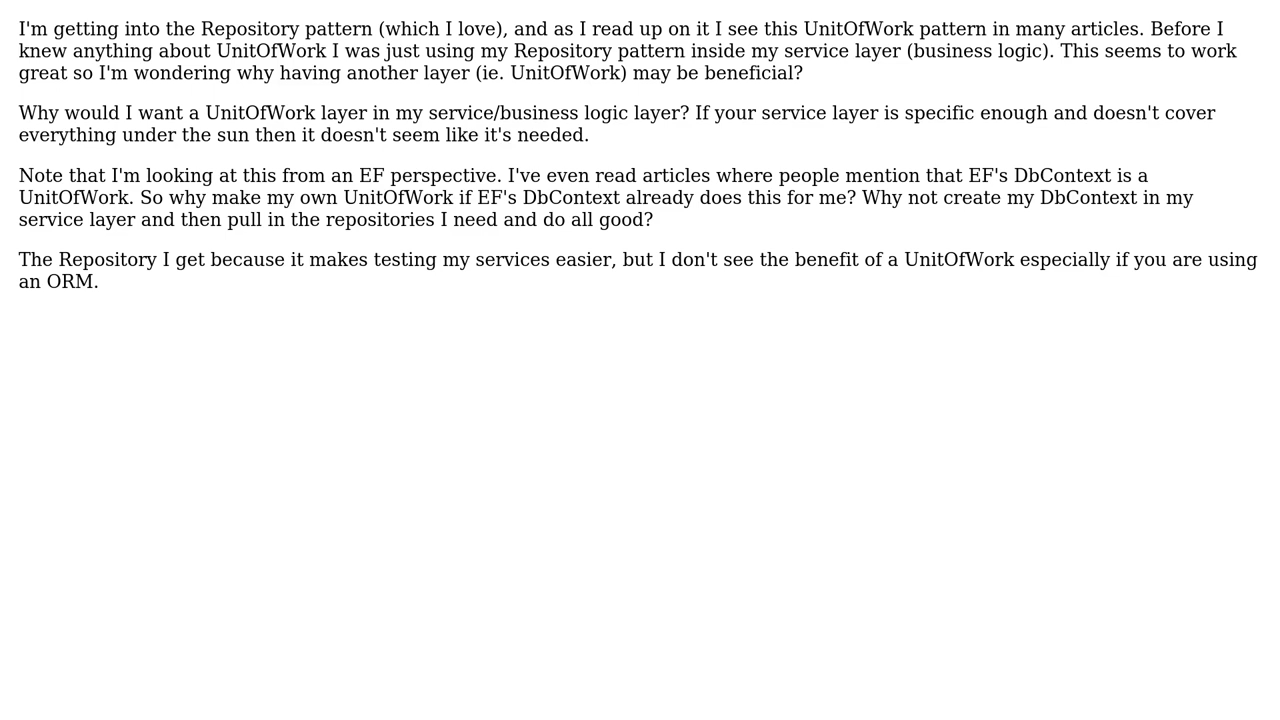 I'm getting into the Repository pattern (which I love), and as I read up on it I see this UnitOfWork pattern in many articles. Before I
knew anything about UnitOfWork I was just using my Repository pattern inside my service layer (business logic). This seems to work
great so I'm wondering why having another layer (ie. UnitOfWork) may be beneficial?
Why would I want a UnitOfWork layer in my service/business logic layer? If your service layer is specific enough and doesn't cover
everything under the sun then it doesn't seem like it's needed.
Note that I'm looking at this from an EF perspective. I've even read articles where people mention that EF's DbContext is a
UnitOfWork. So why make my own UnitOfWork if EF's DbContext already does this for me? Why not create my DbContext in my
service layer and then pull in the repositories I need and do all good?
The Repository I get because it makes testing my services easier, but I don't see the benefit of a UnitOfWork especially if you are using
an ORM.